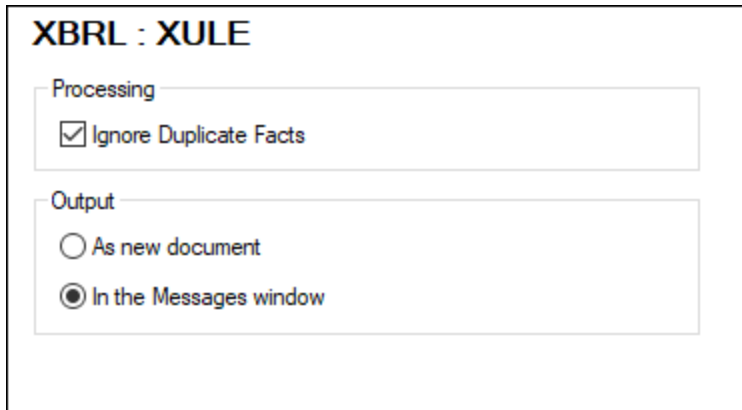 XBRL : XULE
Processing
Ignore Duplicate Facts
Output
As new document
In the Messages window